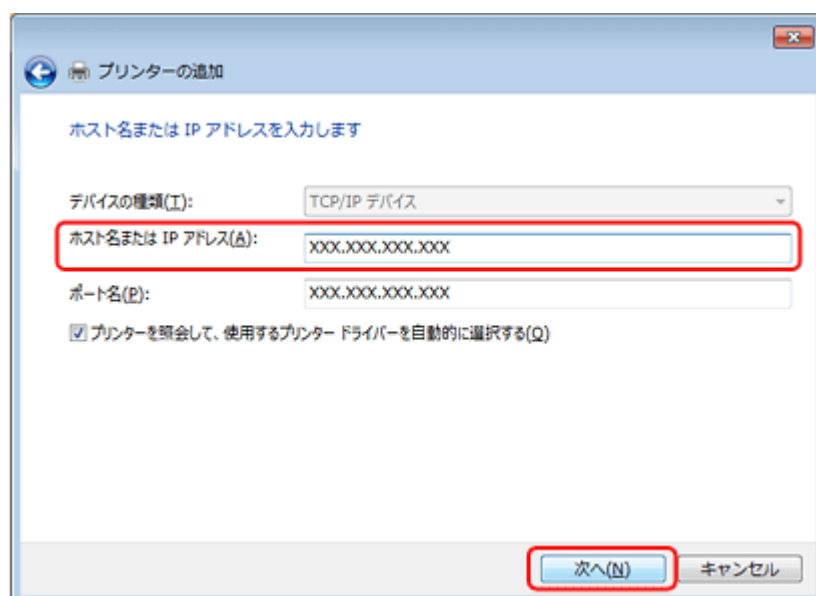 プリンターの追加
ホスト名または IP アドレスを入力します
デバイスの種類(T): TCP/IP デバイス
ホスト名または IP アドレス(A): XXX.XXX.XXX.XXX
ポート名(P): XXX.XXX.XXX.XXX
プリンターを照会して、使用するプリンター ドライバーを自動的に選択する(Q)
次へ(N) キャンセル